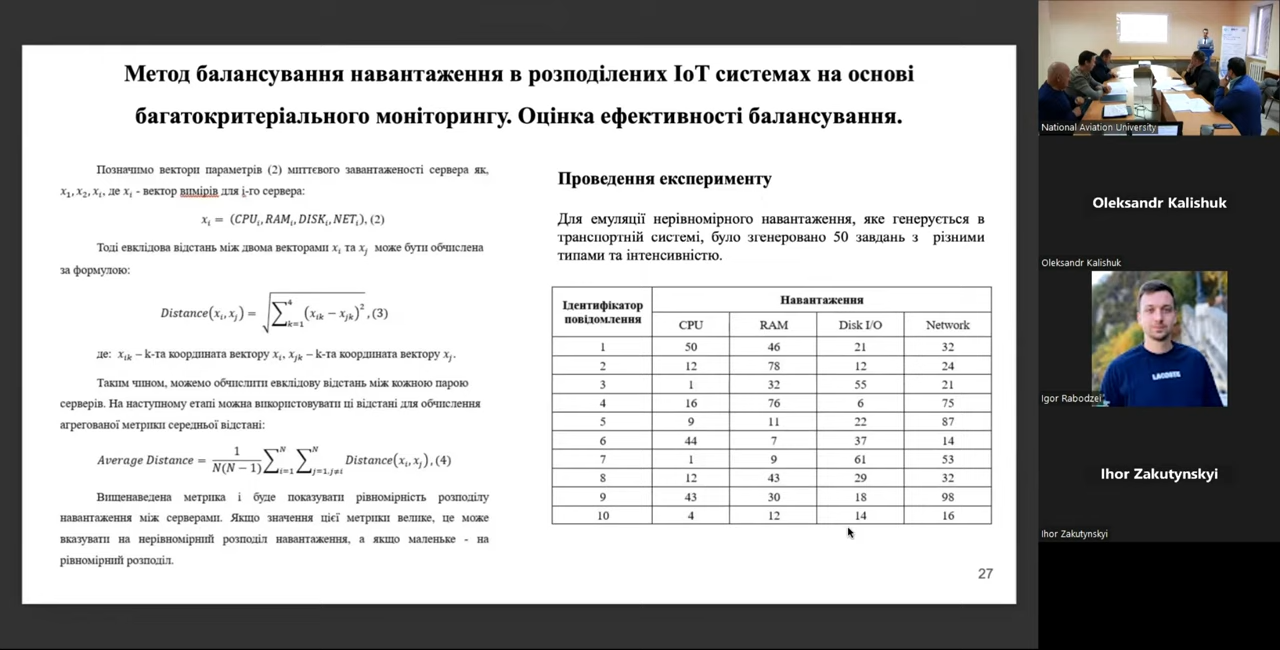 Метод балансування навантаження в розподілених IoT системах на основі
багатокритеріального моніторингу. Оцінка ефективності балансування.
Позначимо вектори параметрів (2) миттєвого завантаженості сервера як,
x₁, x₂, xᵢ, де xᵢ - вектор вимірів для і-го сервера:
xᵢ = (CPUᵢ, RAMᵢ, DISKᵢ, NETᵢ), (2)
Тоді евклідова відстань між двома векторами xᵢ та xⱼ може бути обчислена
за формулою:
Distance(xᵢ, xⱼ) = √∑⁴ₖ₌₁(xᵢₖ − xⱼₖ)², (3)
де: xᵢₖ – k-та координата вектору xᵢ, xⱼₖ – k-та координата вектору xⱼ.
Таким чином, можемо обчислити евклідову відстань між кожною парою
серверів. На наступному етапі можна використовувати ці відстані для обчислення
агрегованої метрики середньої відстані:
Average Distance = 1/N(N − 1) ∑ᴺᵢ₌₁ ∑ᴺⱼ₌₁,ⱼ≠ᵢ Distance(xᵢ, xⱼ), (4)
Вищенаведена метрика і буде показувати рівномірність розподілу
навантаження між серверами. Якщо значення цієї метрики велике, це може
вказувати на нерівномірний розподіл навантаження, а якщо маленьке - на
рівномірний розподіл.
Проведення експерименту
Для емуляції нерівномірного навантаження, яке генерується в
транспортній системі, було згенеровано 50 завдань з різними
типами та інтенсивністю.
Ідентифікатор повідомлення Навантаження
CPU RAM Disk I/O Network
1 50 46 21 32
2 12 78 12 24
3 1 32 55 21
4 16 76 6 75
5 9 11 22 87
6 44 7 37 14
7 1 9 61 53
8 12 43 29 32
9 43 30 18 98
10 4 12 14 16
27
National Aviation University
Oleksandr Kalishuk
Oleksandr Kalishuk
LACOSTE
Igor Rabodzei
Ihor Zakutynskyi
Ihor Zakutynskyi